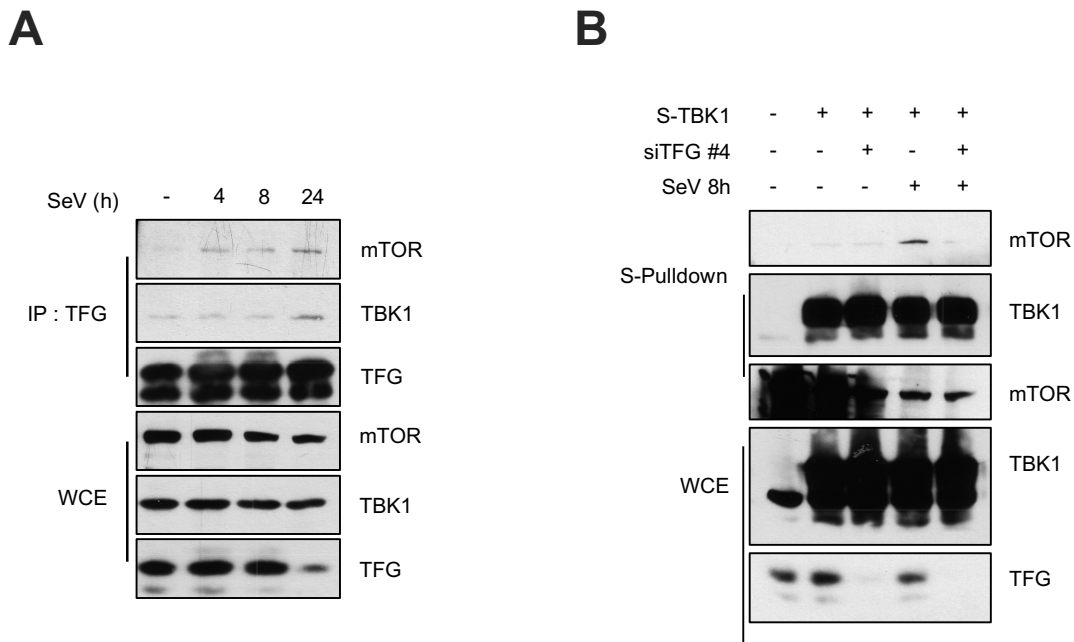 A
SeV (h) - 4 8 24
mTOR
IP : TFG
TBK1
TFG
mTOR
WCE
TBK1
TFG
B
S-TBK1 - + + + +
siTFG #4 - - + - +
SeV 8h - - - + +
mTOR
S-Pulldown
TBK1
mTOR
TBK1
WCE
TFG